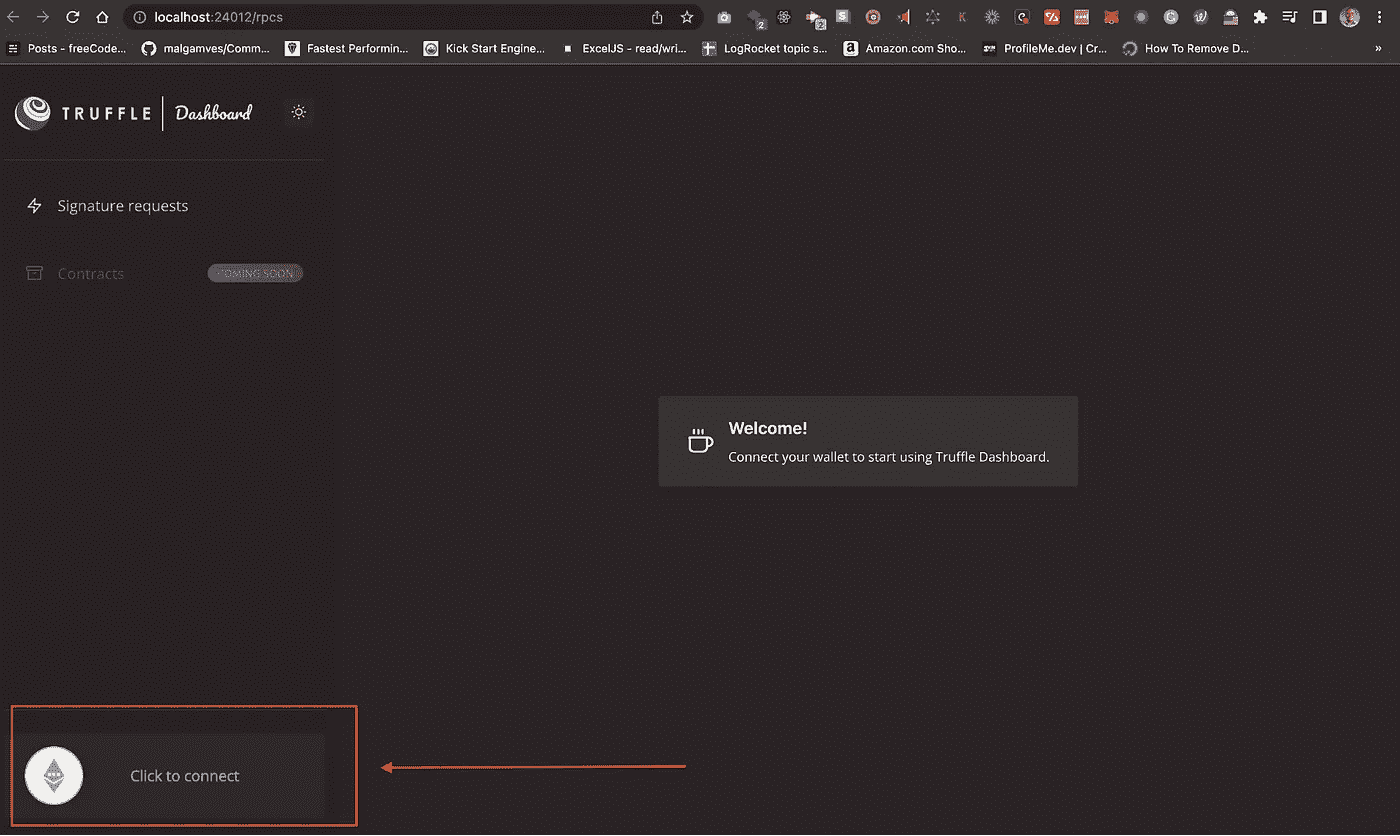 localhost:24012/rpcs
2
2
Posts - freeCode...
malgamves/Comm...
Fastest Performin...
Kick Start Engine...
ExcelJS - read/wri...
LogRocket topic s...
Amazon.com Sho...
ProfileMe.dev | Cr...
How To Remove D...
»
TRUFFLE | Dashboard
Signature requests
Contracts
COMING SOON
Welcome!
Connect your wallet to start using Truffle Dashboard.
Click to connect